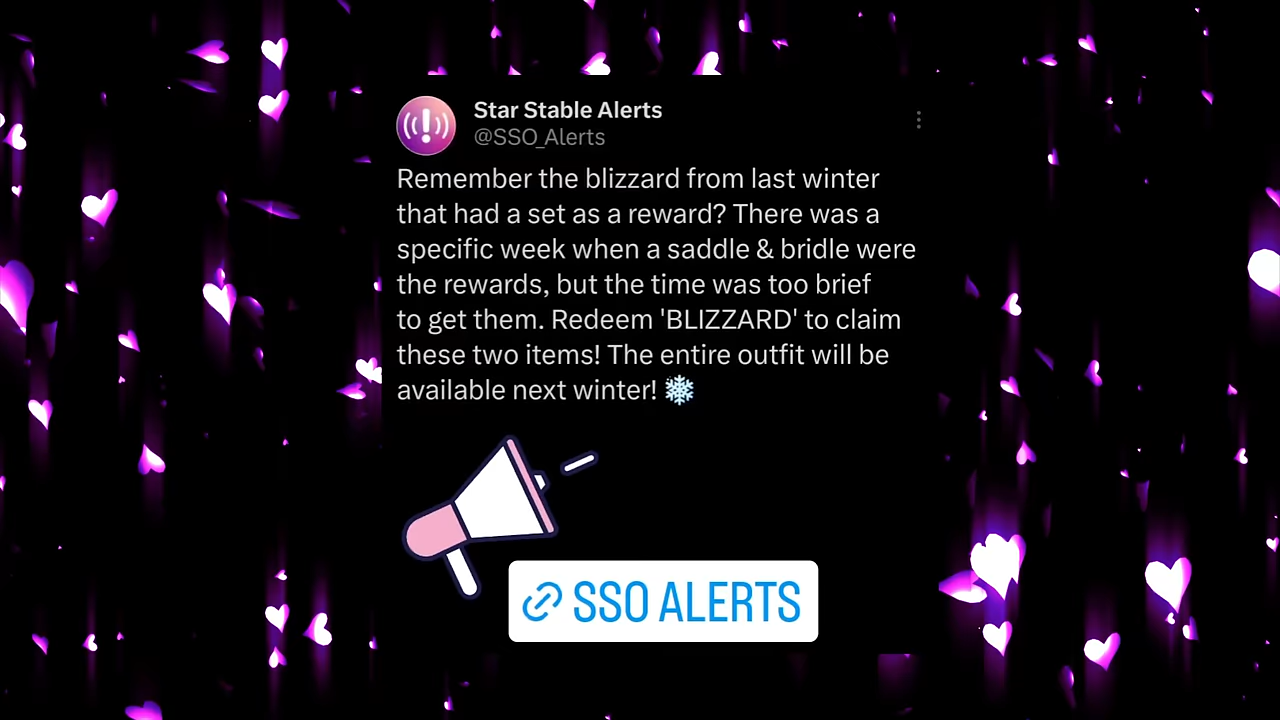 Star Stable Alerts
@SSO_Alerts
Remember the blizzard from last winter
that had a set as a reward? There was a
specific week when a saddle & bridle were
the rewards, but the time was too brief
to get them. Redeem 'BLIZZARD' to claim
these two items! The entire outfit will be
available next winter! ❄️
SSO ALERTS